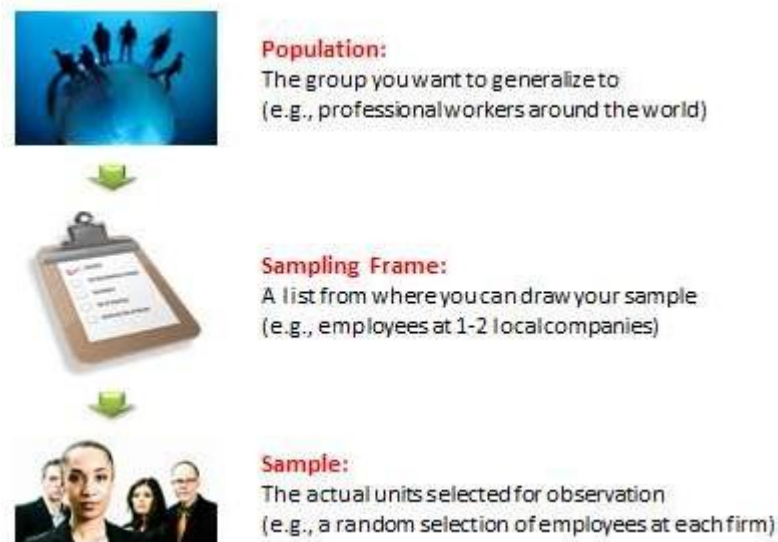 Population:
The group you want to generalize to
(e.g., professional workers around the world)
Sampling Frame:
A list from where you can draw your sample
(e.g., employees at 1-2 local companies)
Sample:
The actual units selected for observation
(e.g., a random selection of employees at each firm)